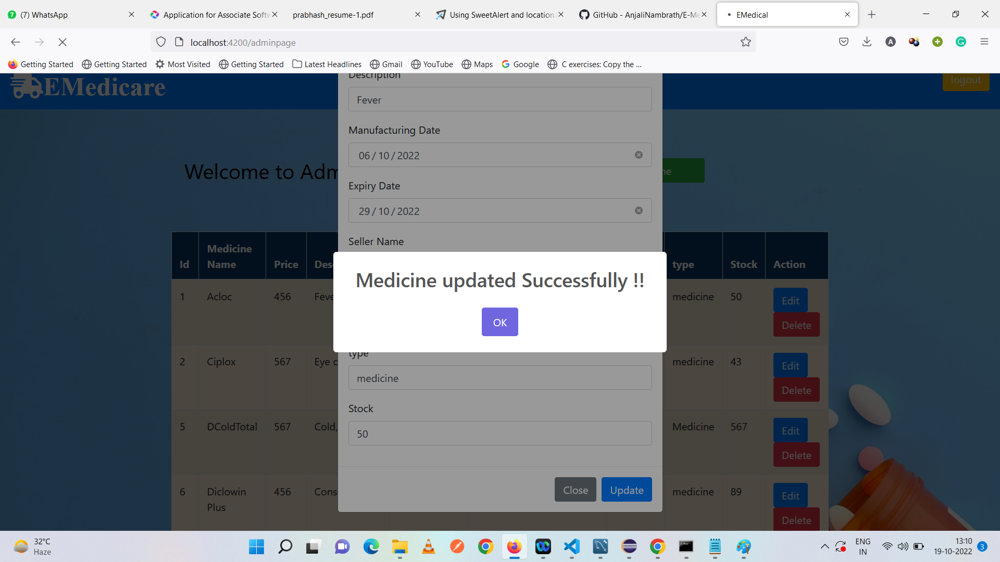 (7) WhatsApp
Application for Associate Softw
prabhash_resume-1.pdf
Using SweetAlert and location.
GitHub - AnjaliNambrath/E-Me
EMedical
localhost:4200/adminpage
Getting Started
Getting Started
Most Visited
Getting Started
Latest Headlines
Gmail
YouTube
Maps
Google
C exercises: Copy the ...
EMedicare
logout
Description
Fever
Manufacturing Date
06 / 10 / 2022
Welcome to Adm
ne
Expiry Date
29 / 10 / 2022
Seller Name
Id
Medicine
Name
Price
Des
type
Stock
Action
Medicine updated Successfully !!
OK
1 Acloc 456 Feve medicine 50 Edit
Delete
type
2 Ciplox 567 Eye c medicine 43 Edit
Delete
medicine
Stock
50
5 DColdTotal 567 Cold, Medicine 567 Edit
Delete
6 Diclowin
Plus
456 Cons medicine 89 Edit
Delete
Close
Update
32°C
Haze
ENG
IN
13:10
19-10-2022
3